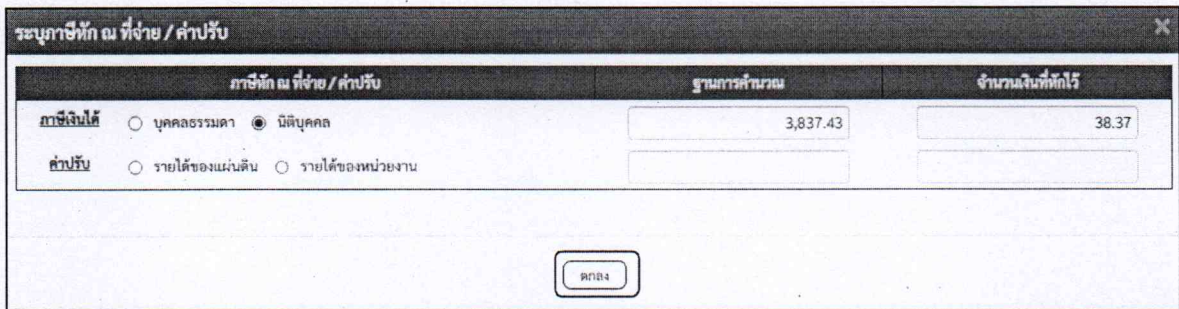 ระบุภาษีหัก ณ ที่จ่าย / ค่าปรับ
ภาษีหัก ณ ที่จ่าย / ค่าปรับ ฐานการคำนวณ จำนวนเงินที่หักไว้
ภาษีเงินได้ บุคคลธรรมดา นิติบุคคล 3,837.43 38.37
ค่าปรับ รายได้ของแผ่นดิน รายได้ของหน่วยงาน
ตกลง